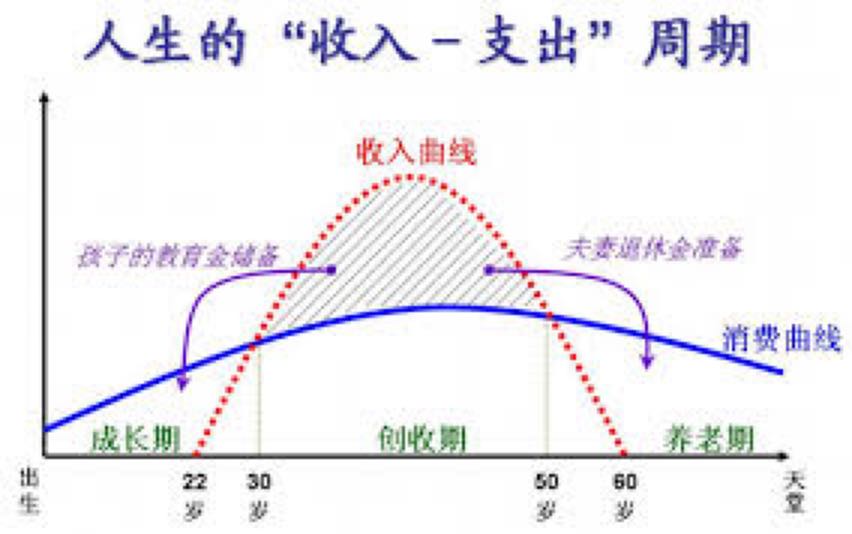 人生的“收入－支出”周期
收入曲线
孩子的教育金储备
夫妻退休金准备
消费曲线
成长期
创收期
养老期
出生
22岁
30岁
50岁
60岁
天堂